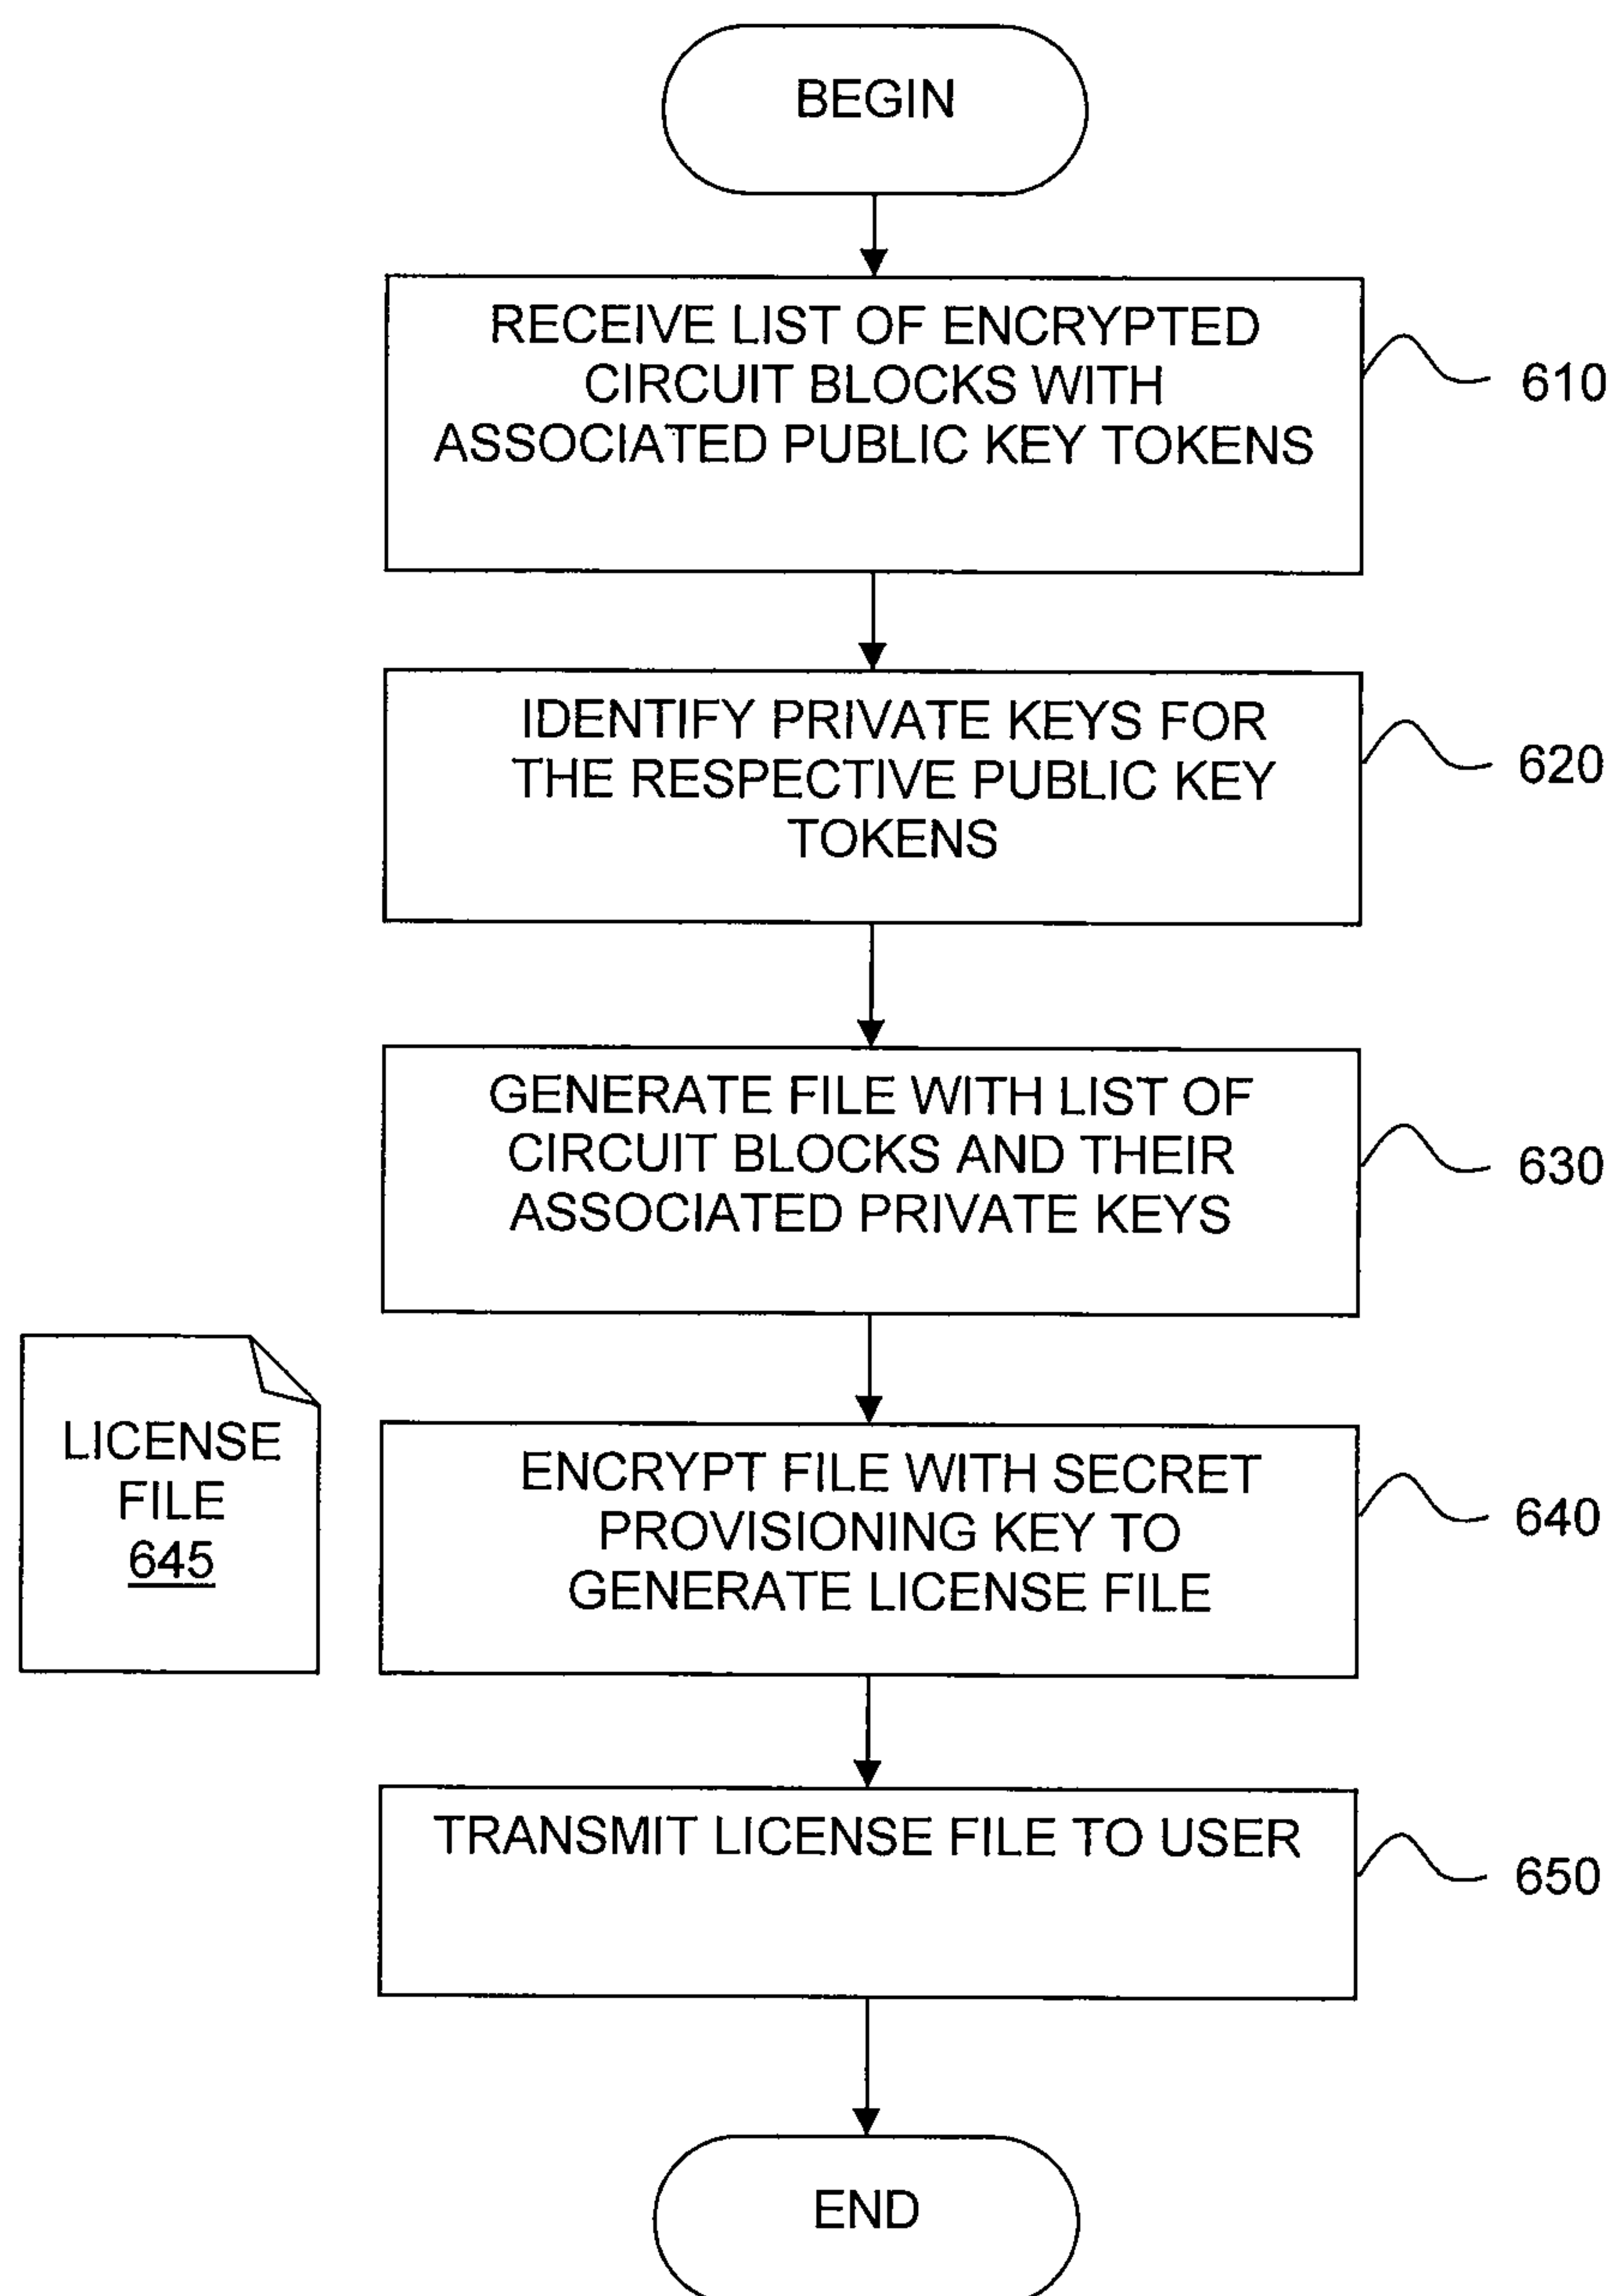 BEGIN
RECEIVE LIST OF ENCRYPTED
CIRCUIT BLOCKS WITH
ASSOCIATED PUBLIC KEY TOKENS
610
IDENTIFY PRIVATE KEYS FOR
THE RESPECTIVE PUBLIC KEY
TOKENS
620
GENERATE FILE WITH LIST OF
CIRCUIT BLOCKS AND THEIR
ASSOCIATED PRIVATE KEYS
630
LICENSE
FILE
645
ENCRYPT FILE WITH SECRET
PROVISIONING KEY TO
GENERATE LICENSE FILE
640
TRANSMIT LICENSE FILE TO USER
650
END